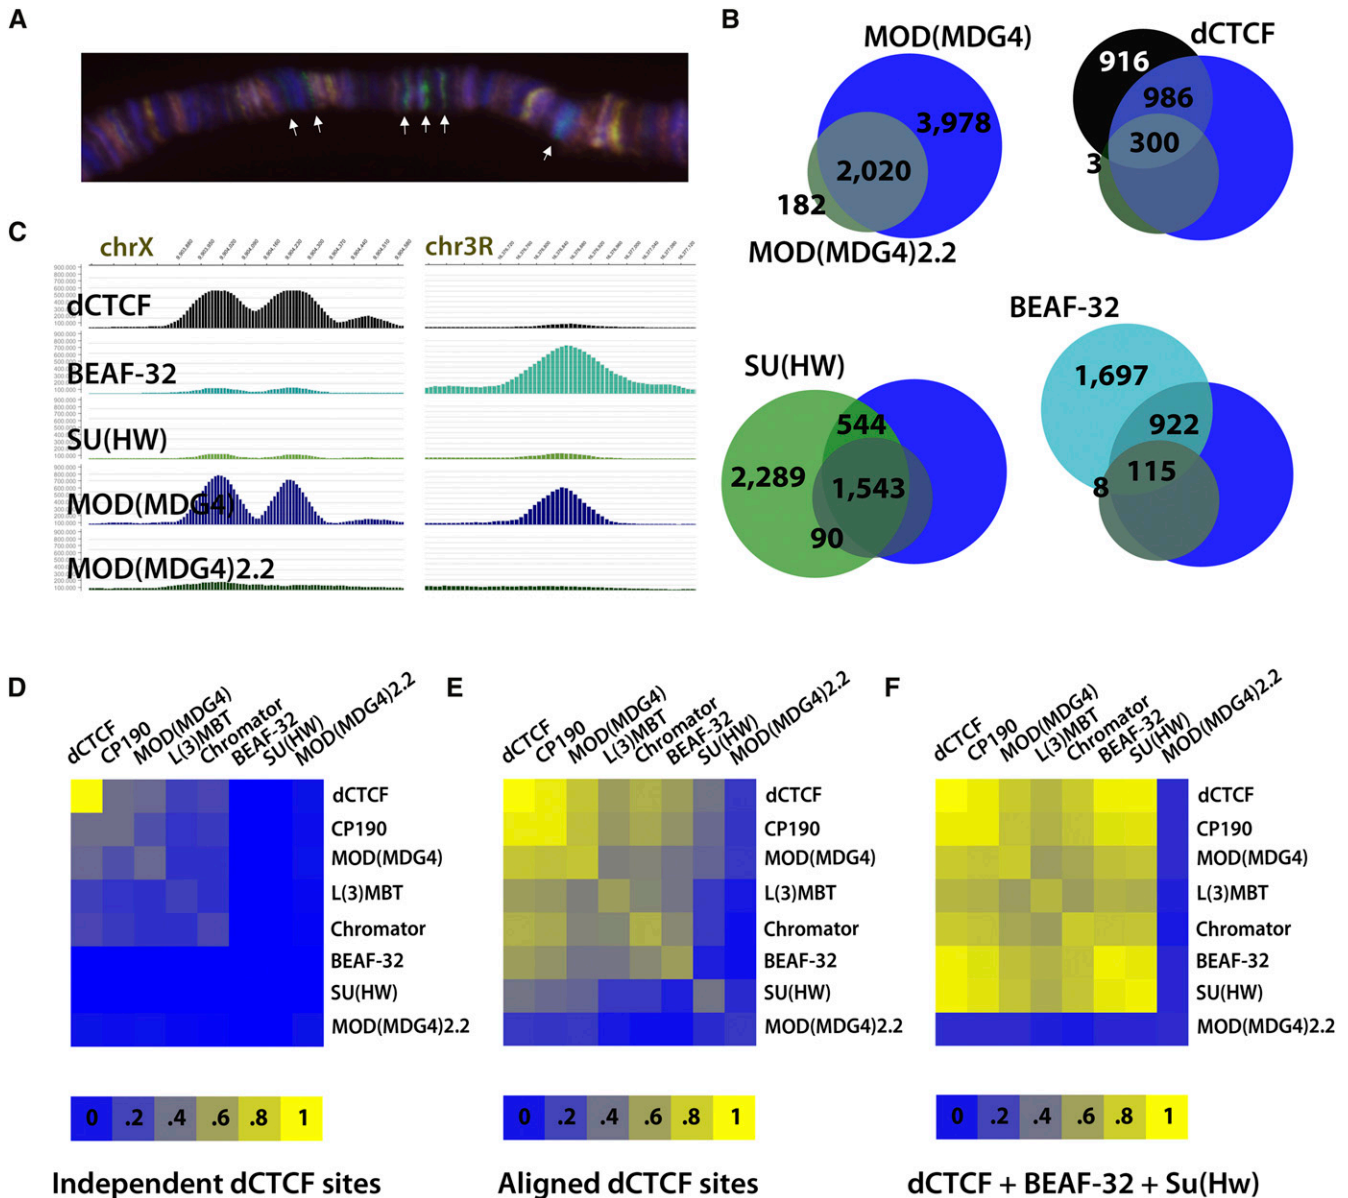 A
B
MOD(MDG4)
3,978
2,020
182
MOD(MDG4)2.2
dCTCF
916
986
300
3
C
chrX
chr3R
dCTCF
BEAF-32
SU(HW)
MOD(MDG4)
MOD(MDG4)2.2
SU(HW)
544
2,289
1,543
90
BEAF-32
1,697
922
115
8
D
dCTCF
CP190
MOD(MDG4)
L(3)MBT
Chromator
BEAF-32
SU(HW)
MOD(MDG4)2.2
dCTCF
CP190
MOD(MDG4)
L(3)MBT
Chromator
BEAF-32
SU(HW)
MOD(MDG4)2.2
0 .2 .4 .6 .8 1
Independent dCTCF sites
E
dCTCF
CP190
MOD(MDG4)
L(3)MBT
Chromator
BEAF-32
SU(HW)
MOD(MDG4)2.2
dCTCF
CP190
MOD(MDG4)
L(3)MBT
Chromator
BEAF-32
SU(HW)
MOD(MDG4)2.2
0 .2 .4 .6 .8 1
Aligned dCTCF sites
F
dCTCF
CP190
MOD(MDG4)
L(3)MBT
Chromator
BEAF-32
SU(HW)
MOD(MDG4)2.2
dCTCF
CP190
MOD(MDG4)
L(3)MBT
Chromator
BEAF-32
SU(HW)
MOD(MDG4)2.2
0 .2 .4 .6 .8 1
dCTCF + BEAF-32 + Su(Hw)